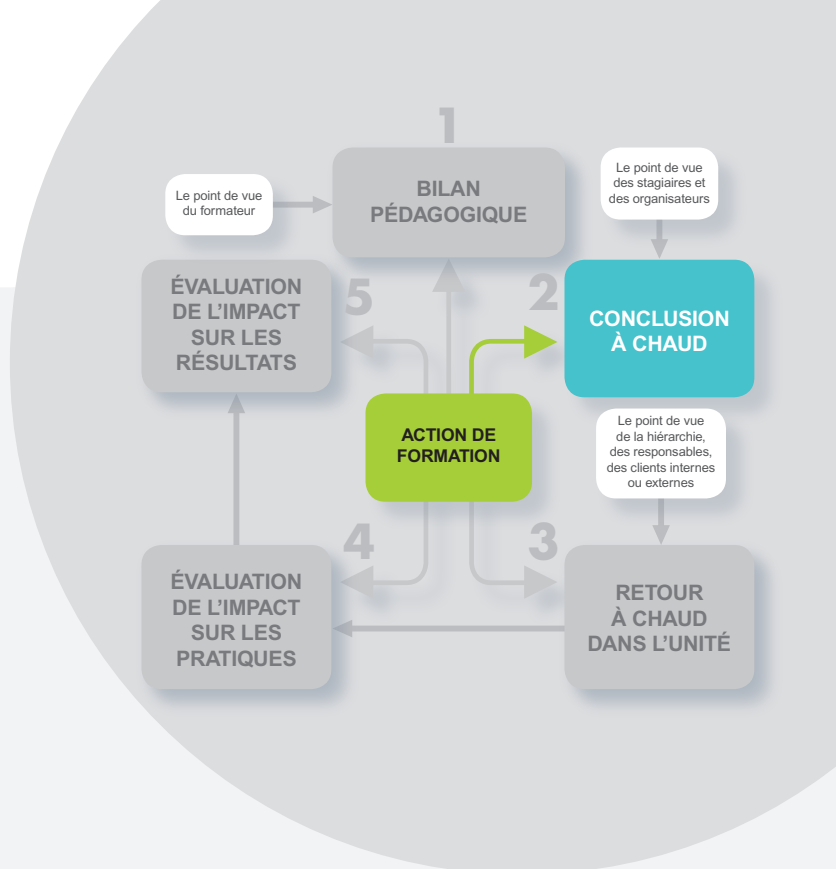 1
BILAN
PÉDAGOGIQUE
Le point de vue
du formateur
Le point de vue
des stagiaires et
des organisateurs
2
CONCLUSION
À CHAUD
5
ÉVALUATION
DE L’IMPACT
SUR LES
RÉSULTATS
ACTION DE
FORMATION
Le point de vue
de la hiérarchie,
des responsables,
des clients internes
ou externes
4
ÉVALUATION
DE L’IMPACT
SUR LES
PRATIQUES
3
RETOUR
À CHAUD
DANS L’UNITÉ